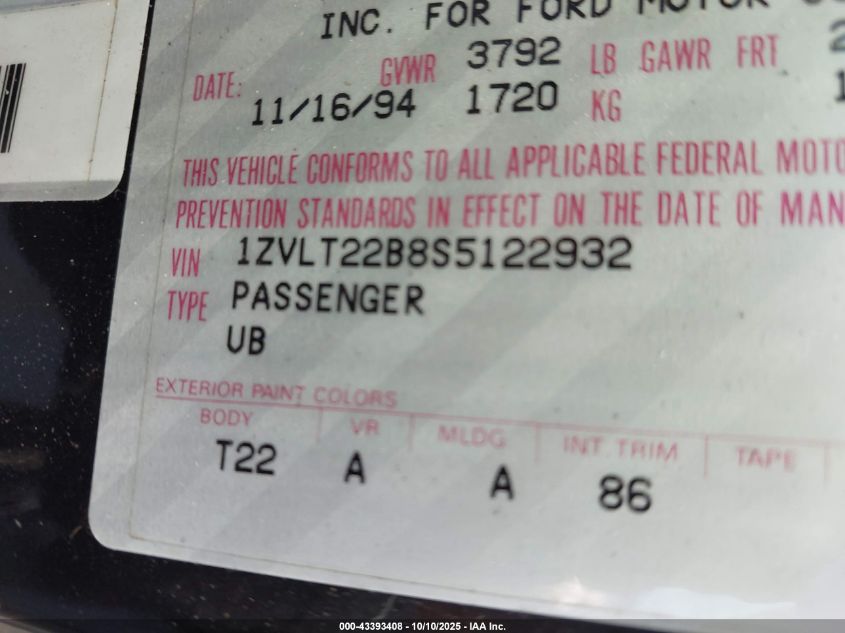 INC. FOR FORD MOTOR
DATE: GVWR 3792 LB GAWR FRT
11/16/94 1720 KG
THIS VEHICLE CONFORMS TO ALL APPLICABLE FEDERAL MOTO
PREVENTION STANDARDS IN EFFECT ON THE DATE OF MAN
VIN 1ZVLT22B8S5122932
TYPE PASSENGER
UB
EXTERIOR PAINT COLORS
BODY VR MLDG INT. TRIM TAPE
T22 A A 86
000-43393408 - 10/10/2025 - IAA Inc.